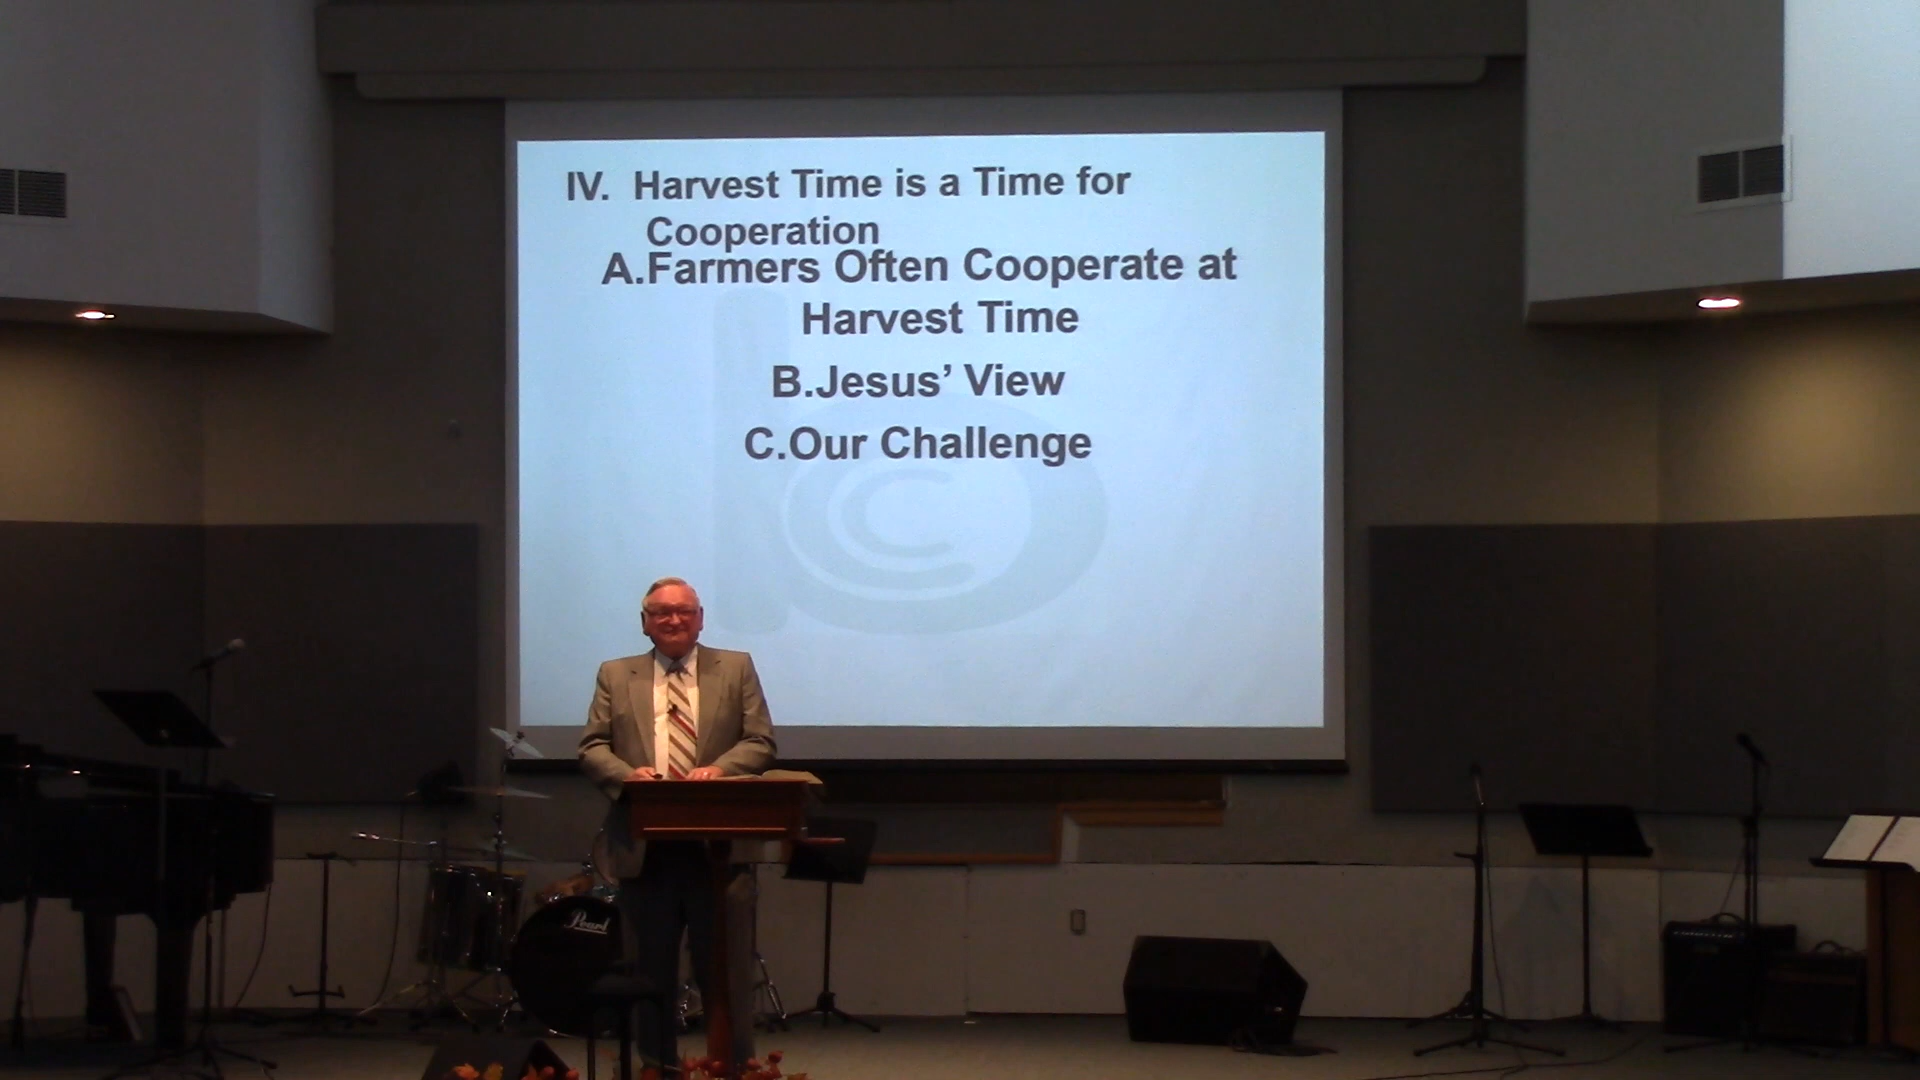 IV. Harvest Time is a Time for
Cooperation
A.Farmers Often Cooperate at
Harvest Time
B.Jesus’ View
C.Our Challenge
Pearl